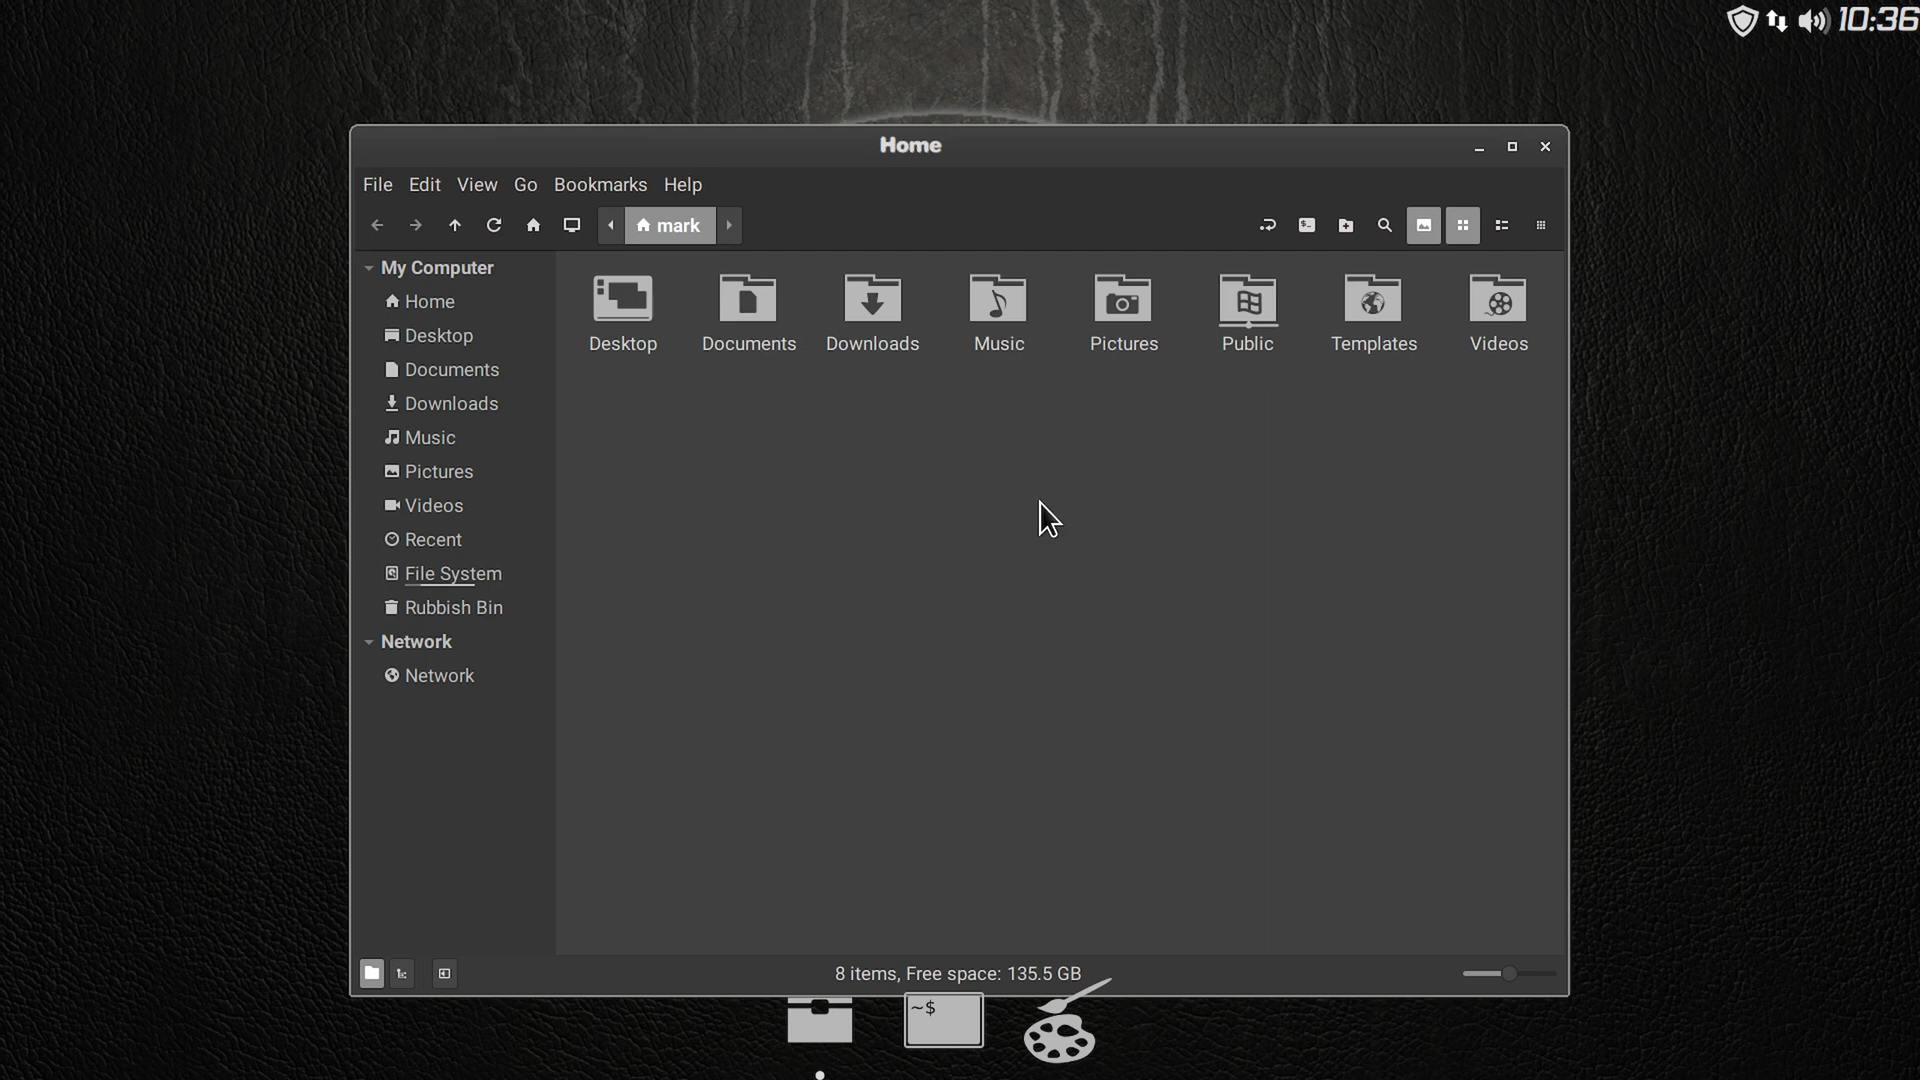 10:36
Home
File Edit View Go Bookmarks Help
mark
My Computer
Home
Desktop
Documents
Downloads
Music
Pictures
Videos
Recent
File System
Rubbish Bin
Network
Network
Desktop Documents Downloads Music Pictures Public Templates Videos
8 items, Free space: 135.5 GB
~$